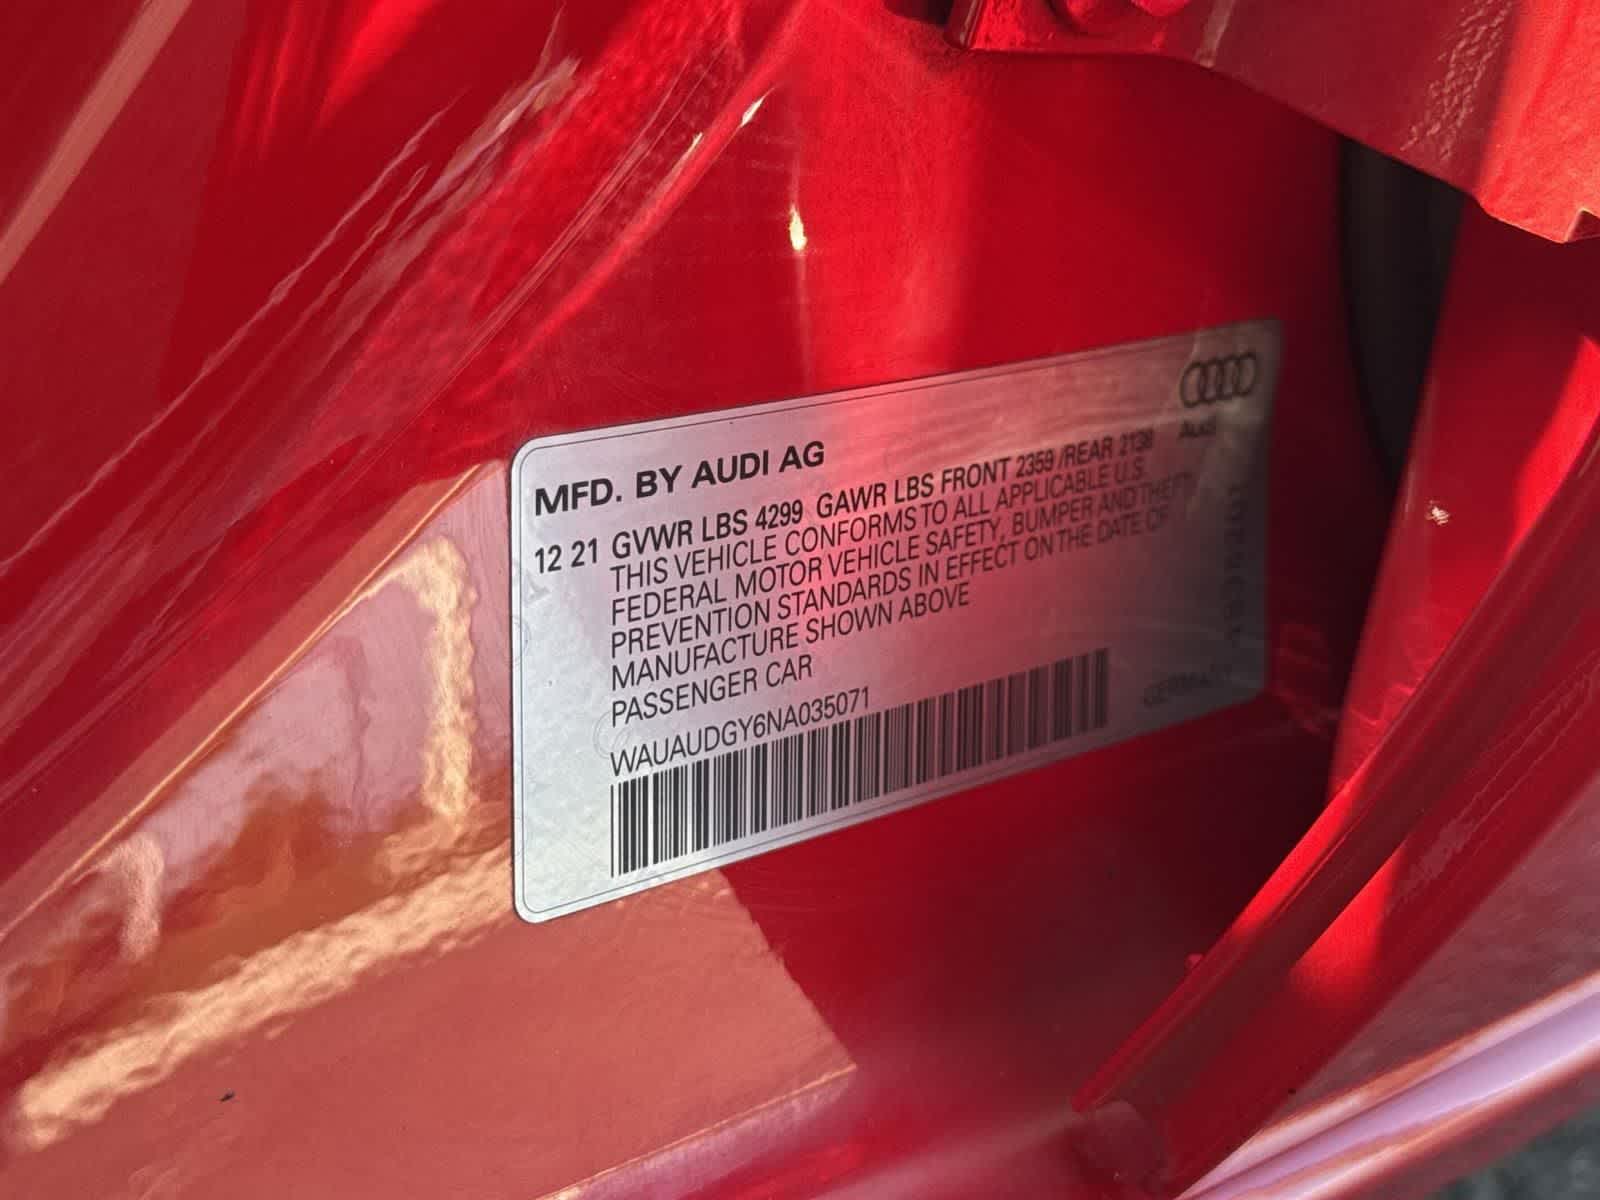 MFD. BY AUDI AG
Audi
12 21 GVWR LBS 4299 GAWR LBS FRONT 2359 /REAR 2138
THIS VEHICLE CONFORMS TO ALL APPLICABLE U.S.
FEDERAL MOTOR VEHICLE SAFETY, BUMPER AND THEFT
PREVENTION STANDARDS IN EFFECT ON THE DATE OF
MANUFACTURE SHOWN ABOVE
PASSENGER CAR
WAUAUDGY6NA035071
GERMANY